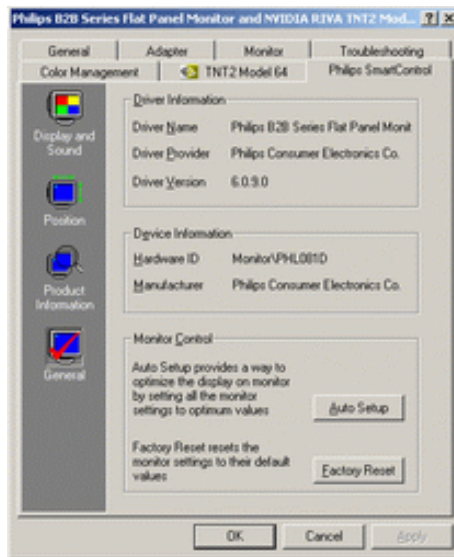 Philips B2B Series Flat Panel Monitor and NVIDIA RIVA TNT2 Mod...
General Adapter Monitor Troubleshooting
Color Management TNT2 Model 64 Philips SmartControl
Display and
Sound
Position
Product
Information
General
Driver Information
Driver Name Philips B2B Series Flat Panel Monit
Driver Provider Philips Consumer Electronics Co.
Driver Version 6.0.9.0
Device Information
Hardware ID Monitor\PHL081D
Manufacturer Philips Consumer Electronics Co.
Monitor Control
Auto Setup provides a way to
optimize the display on monitor
by setting all the monitor
settings to optimum values
Auto Setup
Factory Reset resets the
monitor settings to their default
values
Factory Reset
OK Cancel Apply